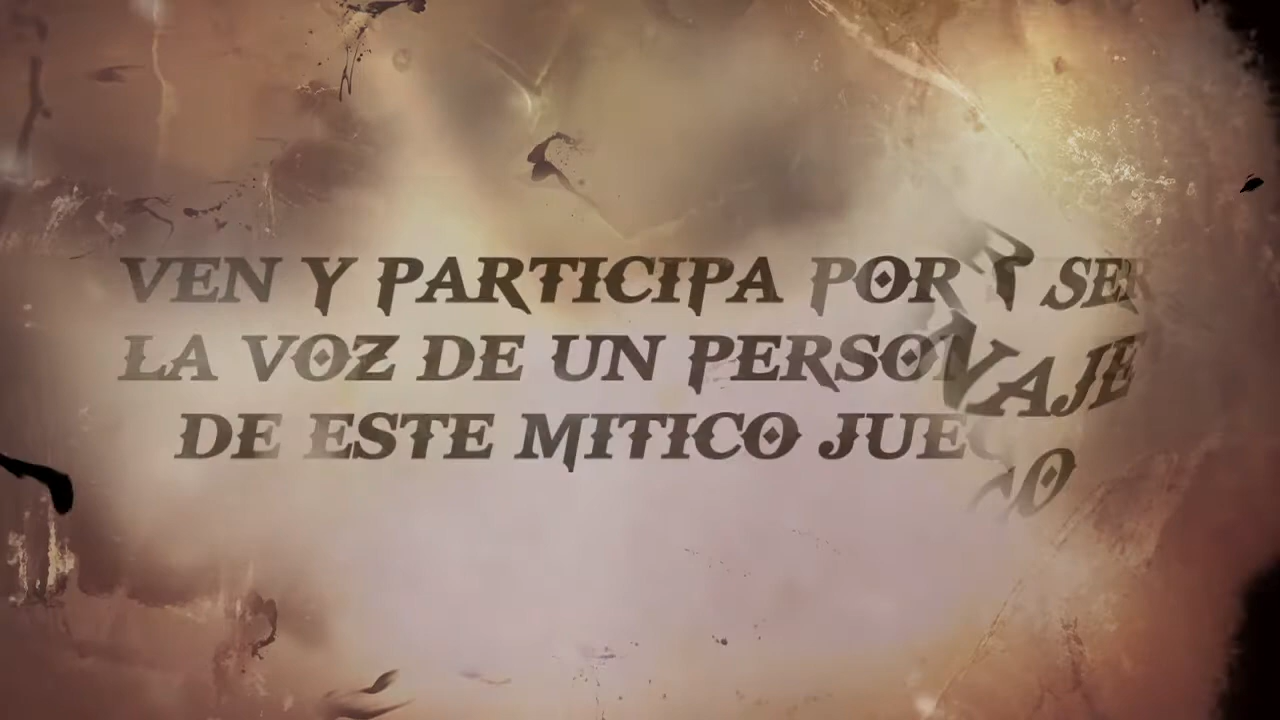 VEN Y PARTICIPA POR SER
LA VOZ DE UN PERSONAJE
DE ESTE MITICO JUEGO